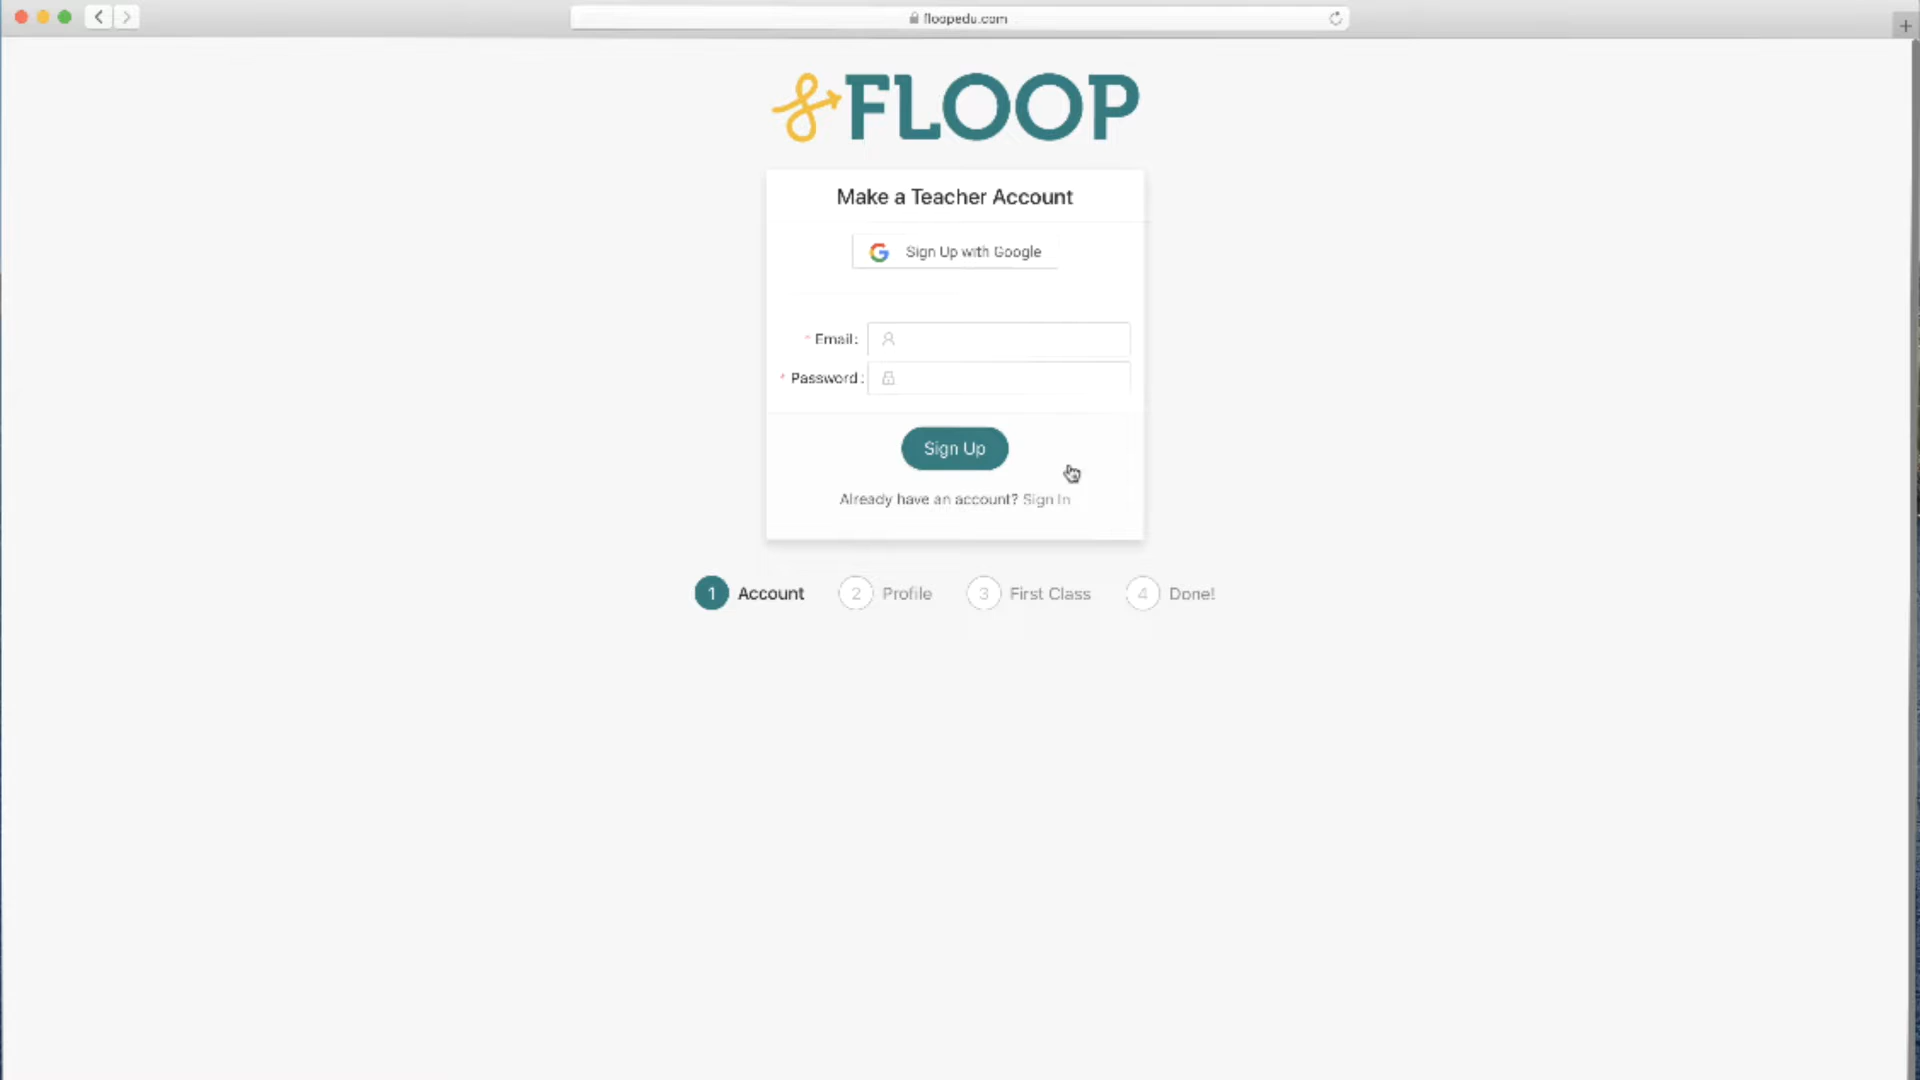 floopedu.com
FLOOP
Make a Teacher Account
Sign Up with Google
* Email:
* Password:
Sign Up
Already have an account? Sign In
1 Account 2 Profile 3 First Class 4 Done!